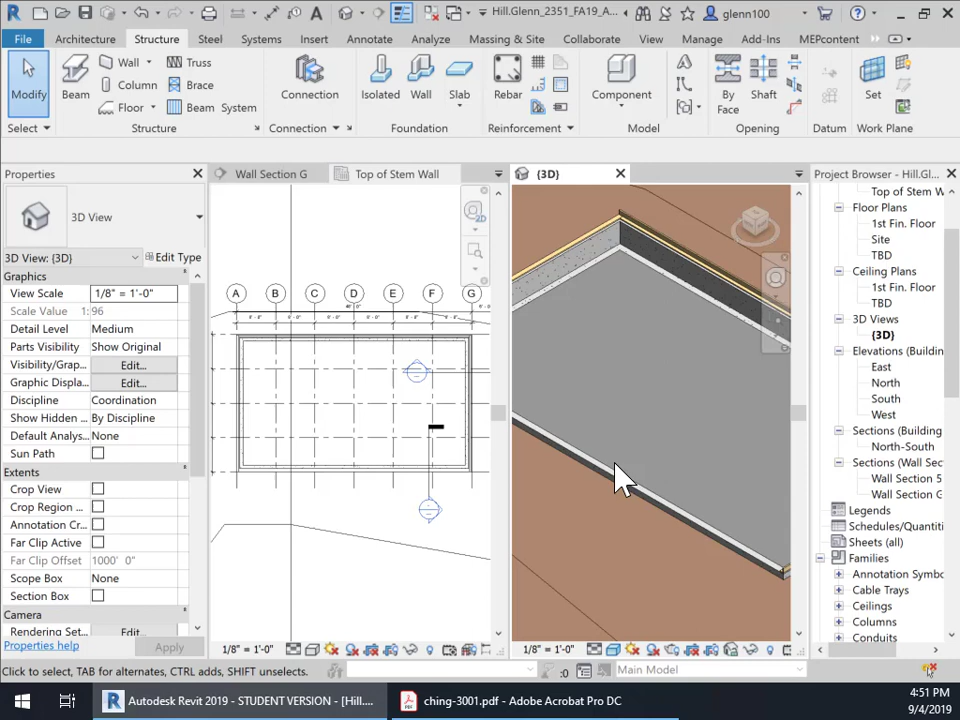 Hill.Glenn_2351_FA19_A...
glenn100
File Architecture Structure Steel Systems Insert Annotate Analyze Massing & Site Collaborate View Manage Add-Ins MEPcontent
Modify
Beam
Wall
Column
Floor
Truss
Brace
Beam System
Connection
Isolated
Wall
Slab
Rebar
Component
By Face
Shaft
Set
Select
Structure
Connection
Foundation
Reinforcement
Model
Opening
Datum
Work Plane
Properties
Wall Section G
Top of Stem Wall
{3D}
Project Browser - Hill.Gl...
3D View
3D View: {3D}
Edit Type
Graphics
View Scale 1/8" = 1'-0"
Scale Value 1: 96
Detail Level Medium
Parts Visibility Show Original
Visibility/Grap... Edit...
Graphic Displa... Edit...
Discipline Coordination
Show Hidden ... By Discipline
Default Analys... None
Sun Path
Extents
Crop View
Crop Region ...
Annotation Cr...
Far Clip Active
Far Clip Offset 1000' 0"
Scope Box None
Section Box
Camera
Rendering Set... Edit...
Properties help
Apply
2D
A B C D E F G
Top of Stem W
Floor Plans
1st Fin. Floor
Site
TBD
Ceiling Plans
1st Fin. Floor
TBD
3D Views
{3D}
Elevations (Building
East
North
South
West
Sections (Building
North-South
Sections (Wall Sec
Wall Section 5
Wall Section G
Legends
Schedules/Quantiti
Sheets (all)
Families
Annotation Symbo
Cable Trays
Ceilings
Columns
Conduits
1/8" = 1'-0"
1/8" = 1'-0"
Click to select, TAB for alternates, CTRL adds, SHIFT unselects.
:0
Main Model
Autodesk Revit 2019 - STUDENT VERSION - [Hill....
ching-3001.pdf - Adobe Acrobat Pro DC
4:51 PM
9/4/2019